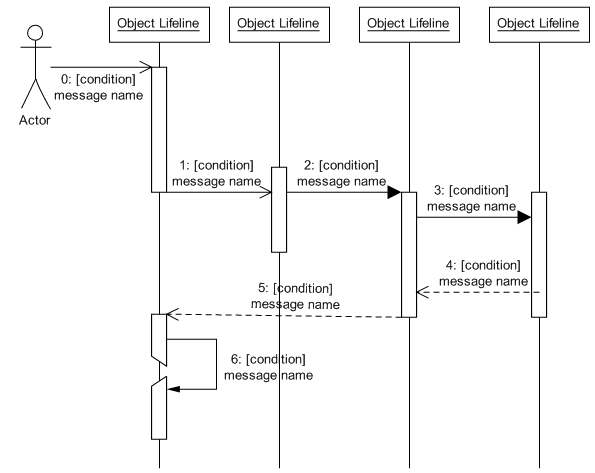 Object Lifeline
Object Lifeline
Object Lifeline
Object Lifeline
0: [condition]
message name
Actor
1: [condition]
message name
2: [condition]
message name
3: [condition]
message name
4: [condition]
message name
5: [condition]
message name
6: [condition]
message name